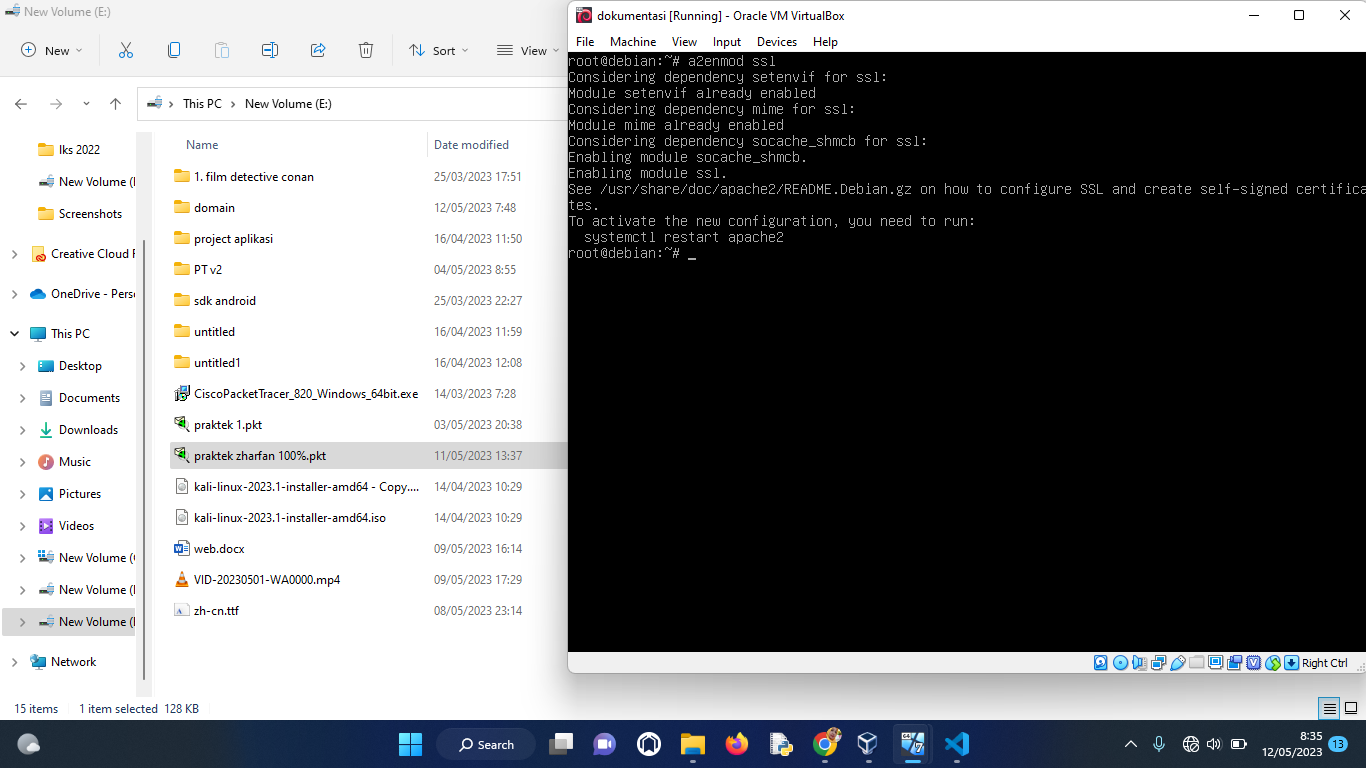 New Volume (E:)
New
Sort
View
This PC
New Volume (E:)
lks 2022
New Volume (
Screenshots
Creative Cloud F
OneDrive - Perso
This PC
Desktop
Documents
Downloads
Music
Pictures
Videos
New Volume (
New Volume (
New Volume (
Network
Name Date modified
1. film detective conan 25/03/2023 17:51
domain 12/05/2023 7:48
project aplikasi 16/04/2023 11:50
PT v2 04/05/2023 8:55
sdk android 25/03/2023 22:27
untitled 16/04/2023 11:59
untitled1 16/04/2023 12:08
CiscoPacketTracer_820_Windows_64bit.exe 14/03/2023 7:28
praktek 1.pkt 03/05/2023 20:38
praktek zharfan 100%.pkt 11/05/2023 13:37
kali-linux-2023.1-installer-amd64 - Copy.... 14/04/2023 10:29
kali-linux-2023.1-installer-amd64.iso 14/04/2023 10:29
web.docx 09/05/2023 16:14
VID-20230501-WA0000.mp4 09/05/2023 17:29
zh-cn.ttf 08/05/2023 23:14
15 items 1 item selected 128 KB
dokumentasi [Running] - Oracle VM VirtualBox
File Machine View Input Devices Help
root@debian:~# a2enmod ssl
Considering dependency setenvif for ssl:
Module setenvif already enabled
Considering dependency mime for ssl:
Module mime already enabled
Considering dependency socache_shmcb for ssl:
Enabling module socache_shmcb.
Enabling module ssl.
See /usr/share/doc/apache2/README.Debian.gz on how to configure SSL and create self-signed certifica
tes.
To activate the new configuration, you need to run:
systemctl restart apache2
root@debian:~# _
Right Ctrl
Search
8:35
12/05/2023
13